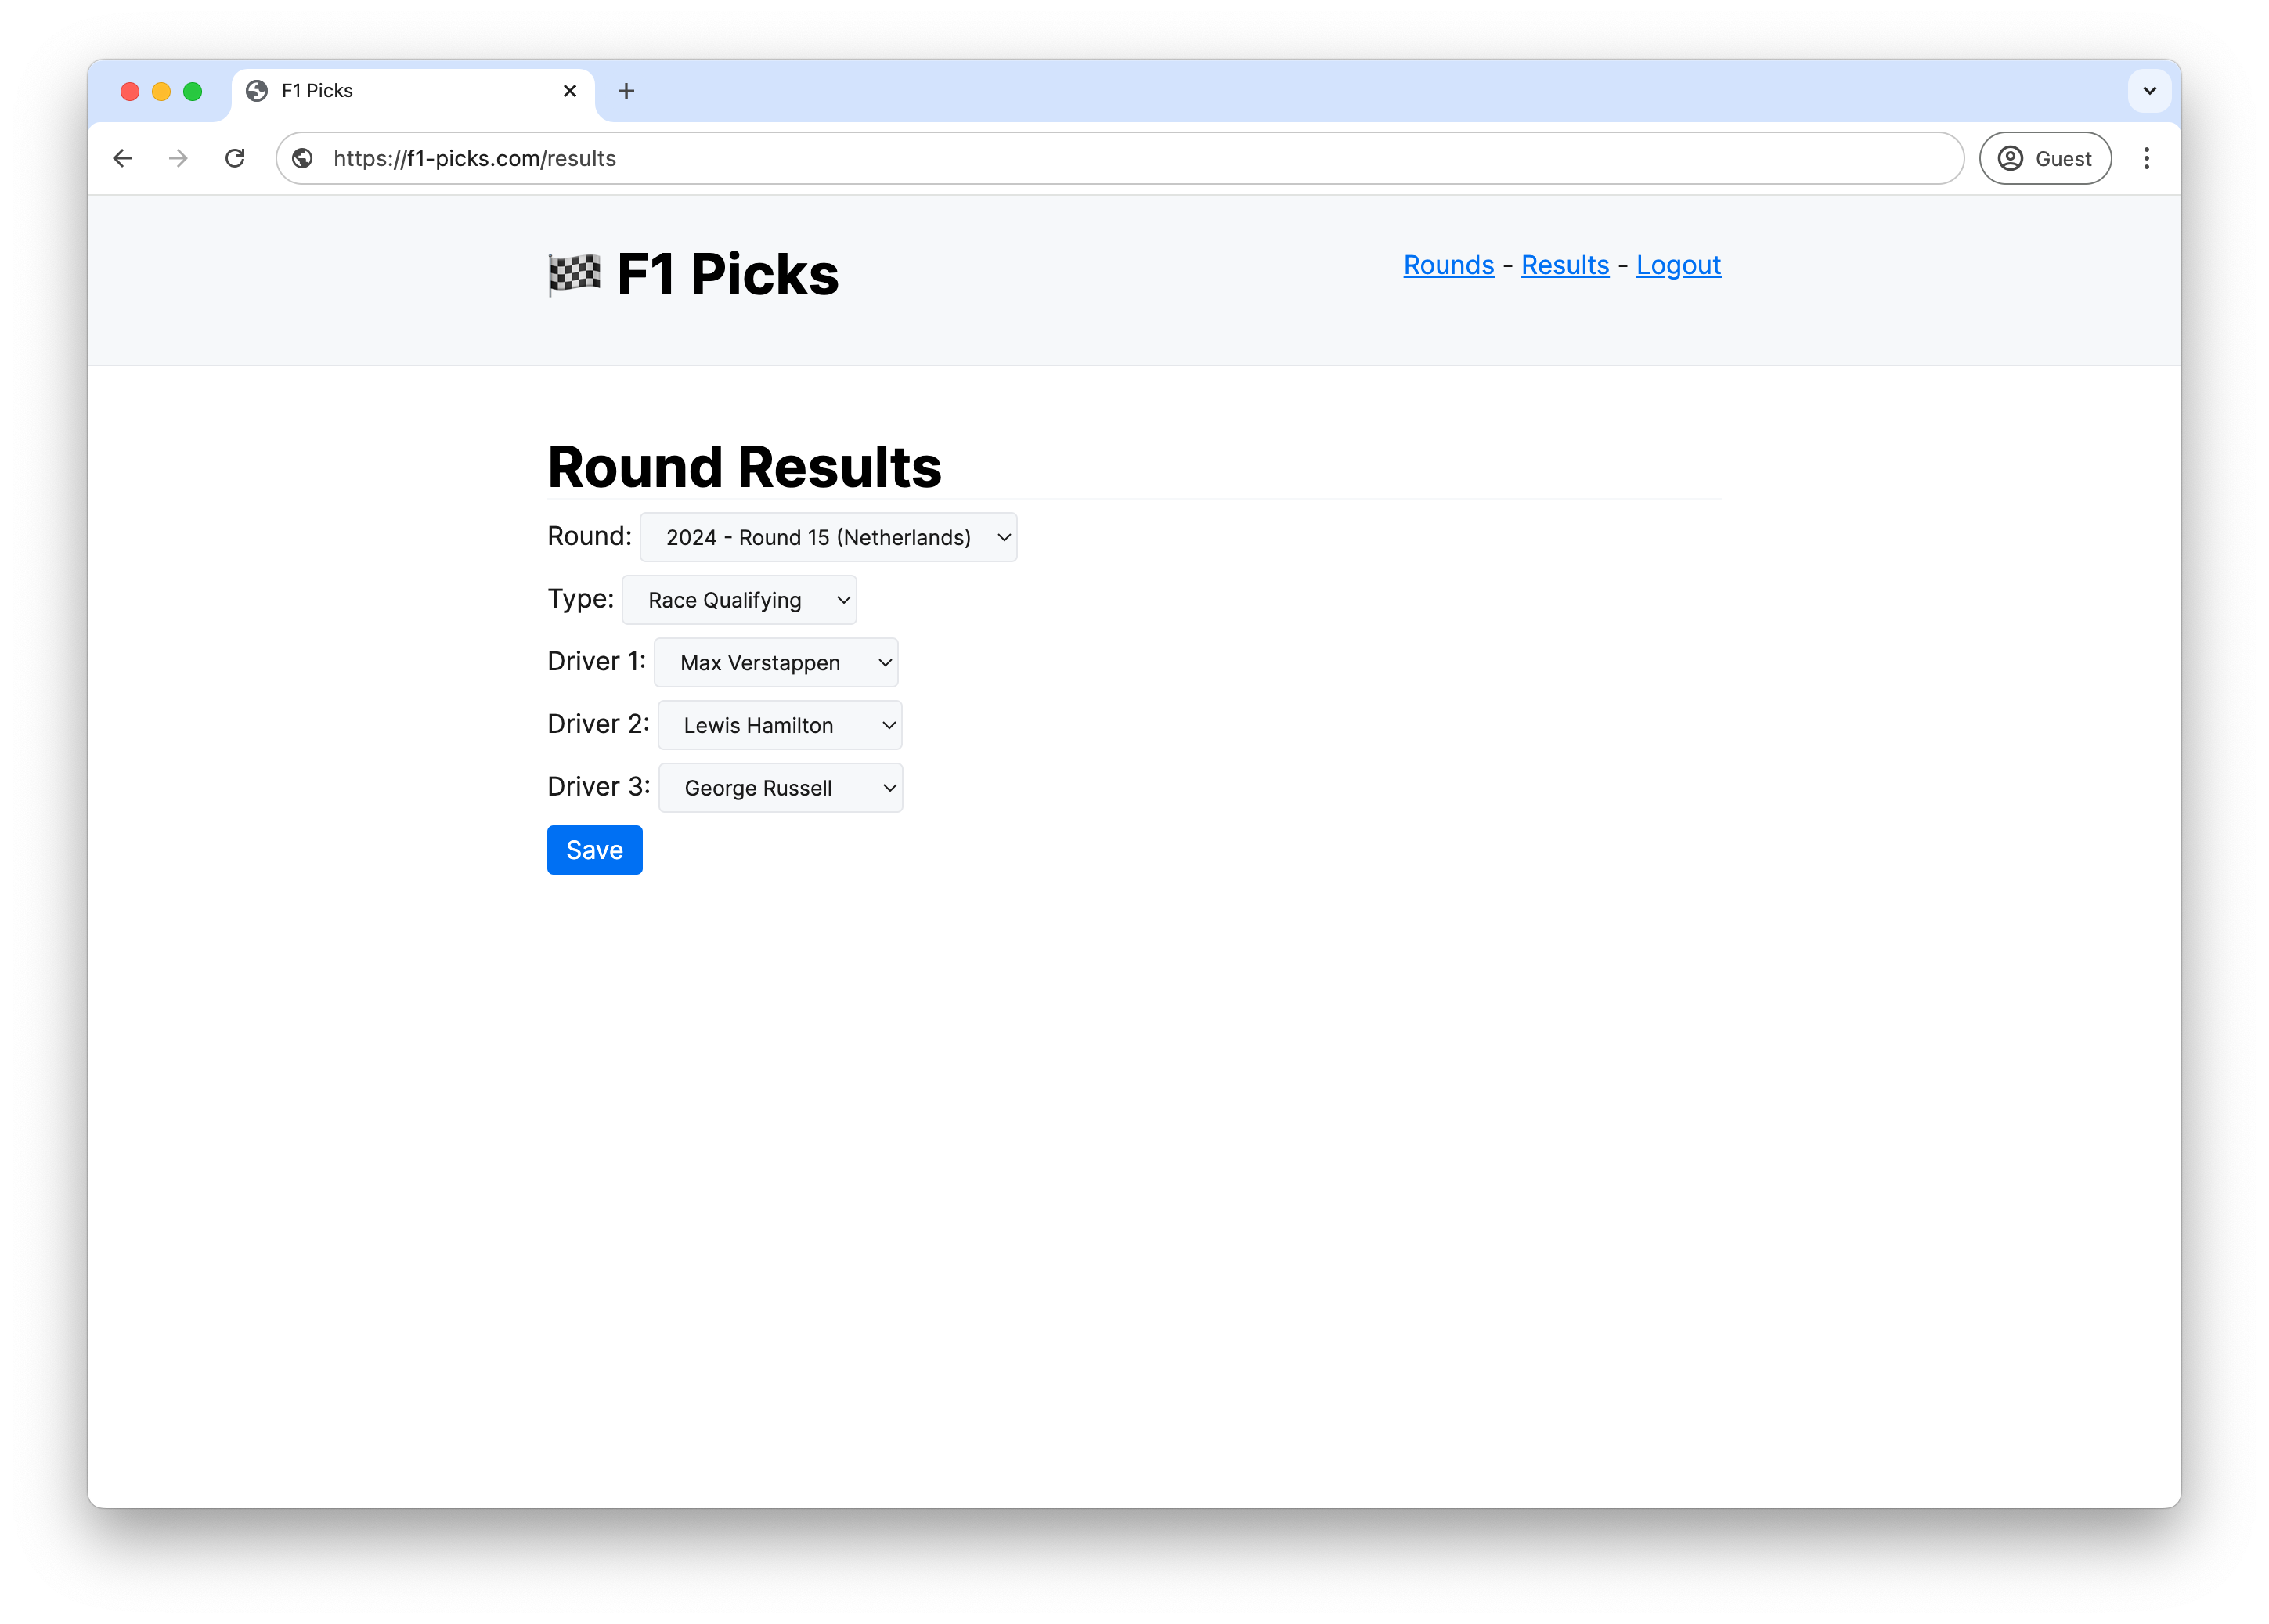 F1 Picks
https://f1-picks.com/results
Guest
F1 Picks
Rounds - Results - Logout
Round Results
Round: 2024 - Round 15 (Netherlands)
Type: Race Qualifying
Driver 1: Max Verstappen
Driver 2: Lewis Hamilton
Driver 3: George Russell
Save